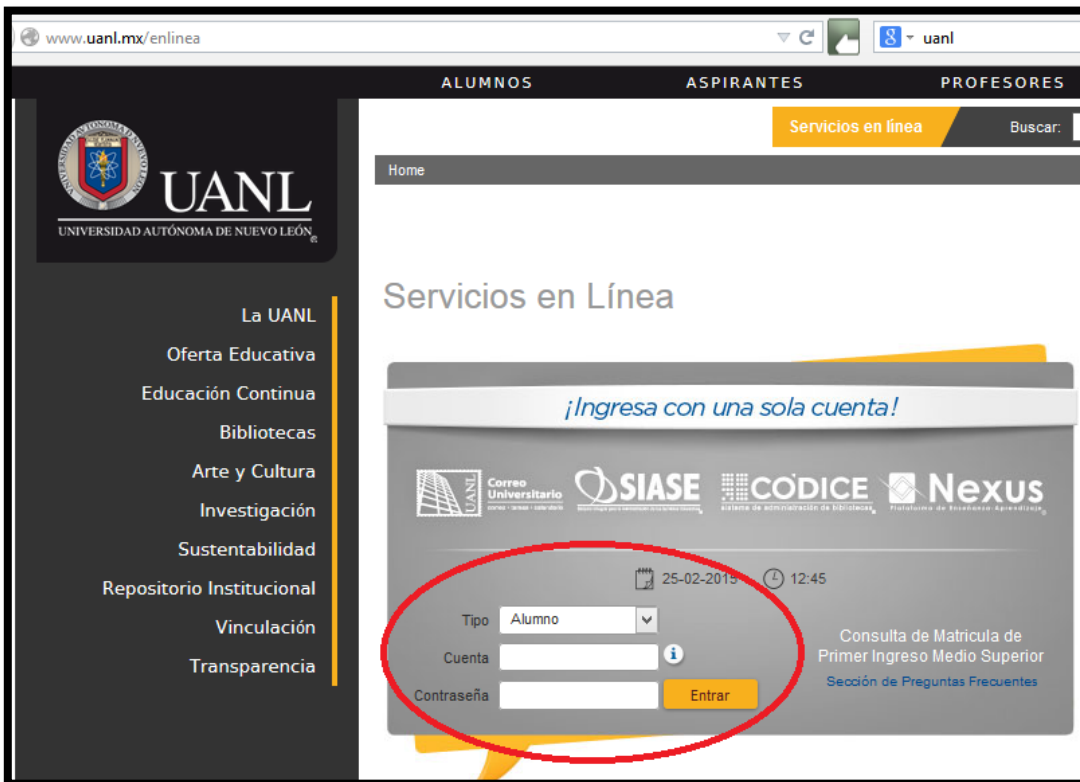 www.uanl.mx/enlinea
uanl
ALUMNOS ASPIRANTES PROFESORES
Servicios en línea
Buscar:
UANL
UNIVERSIDAD AUTÓNOMA DE NUEVO LEÓN
Home
Servicios en Línea
La UANL
Oferta Educativa
Educación Continua
Bibliotecas
Arte y Cultura
Investigación
Sustentabilidad
Repositorio Institucional
Vinculación
Transparencia
¡Ingresa con una sola cuenta!
UANL
Correo
Universitario
SIASE
CÓDICE
sistema de administración de bibliotecas
Nexus
Plataforma de Enseñanza-Aprendizaje
25-02-2015 12:45
Tipo Alumno
Cuenta
Contraseña Entrar
Consulta de Matricula de
Primer Ingreso Medio Superior
Sección de Preguntas Frecuentes